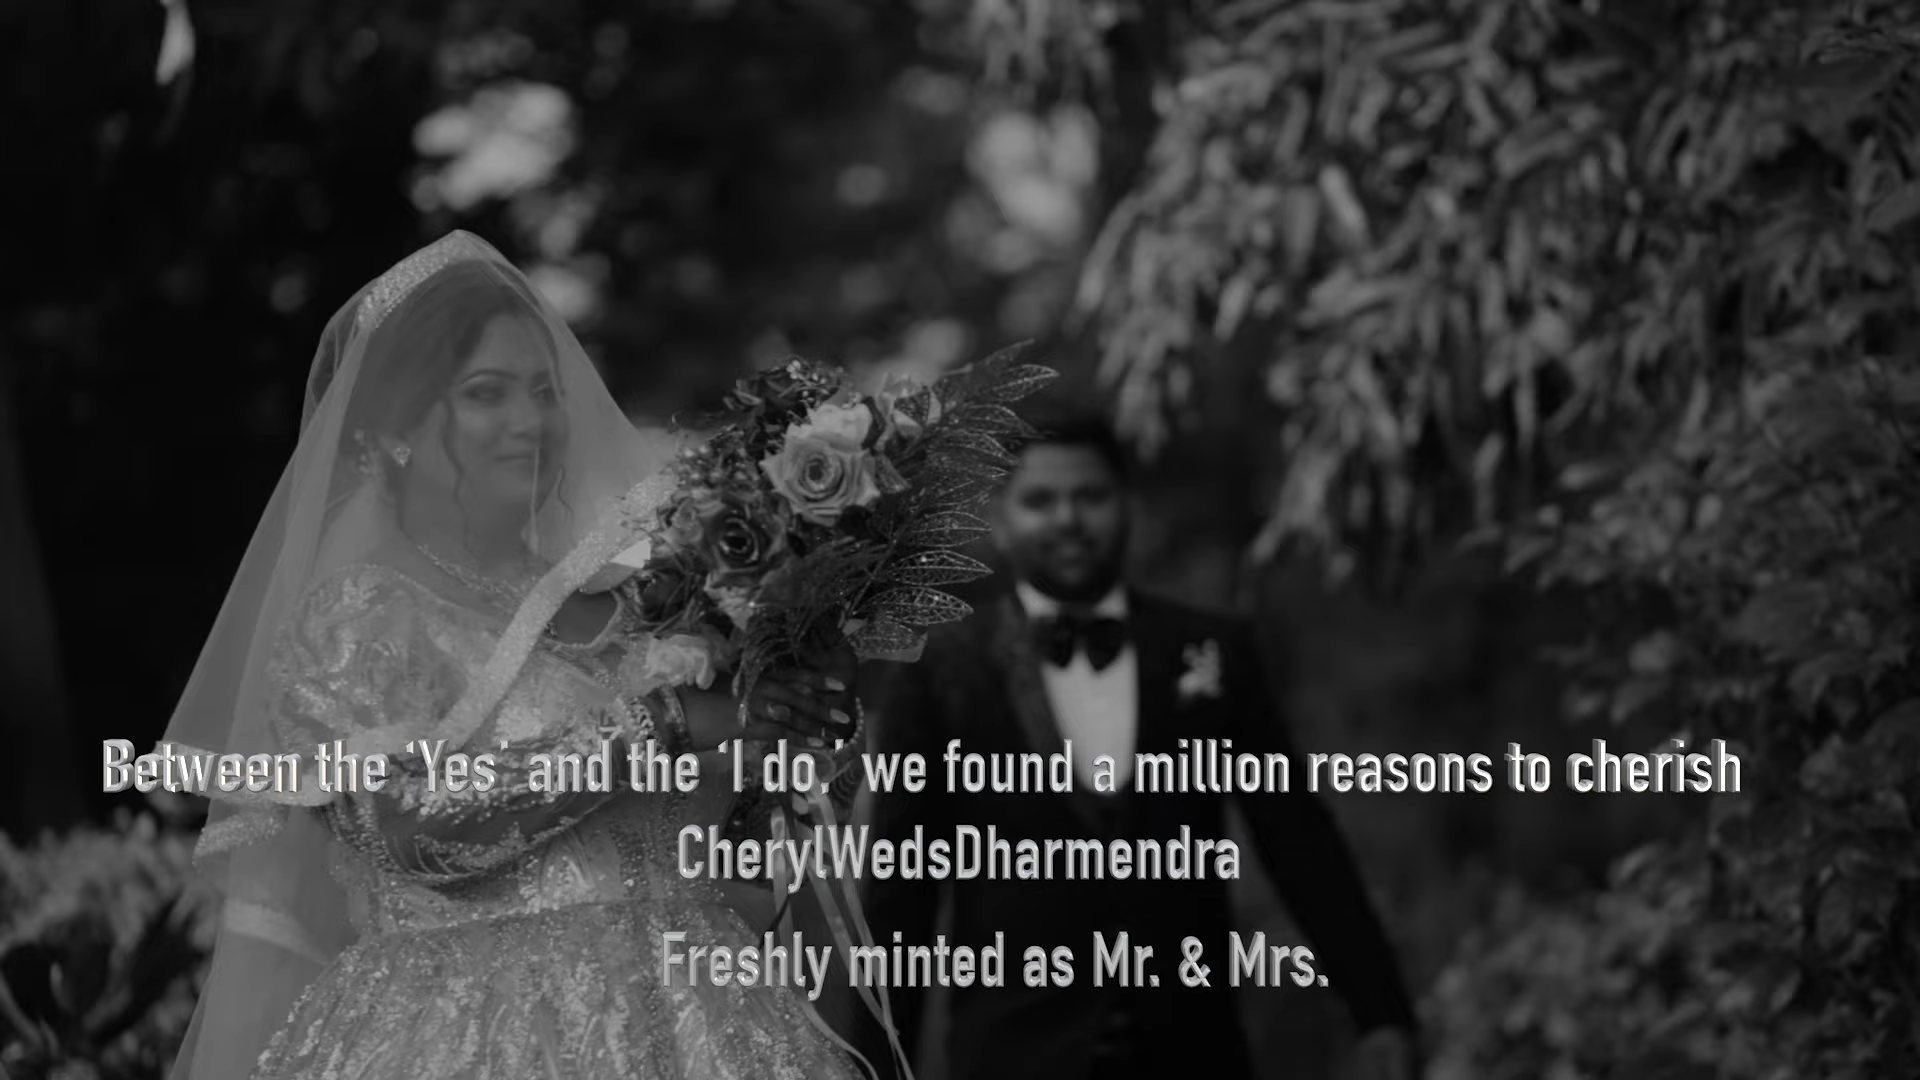 Between the 'Yes' and the 'I do,' we found a million reasons to cherish
CherylWedsDharmendra
Freshly minted as Mr. & Mrs.